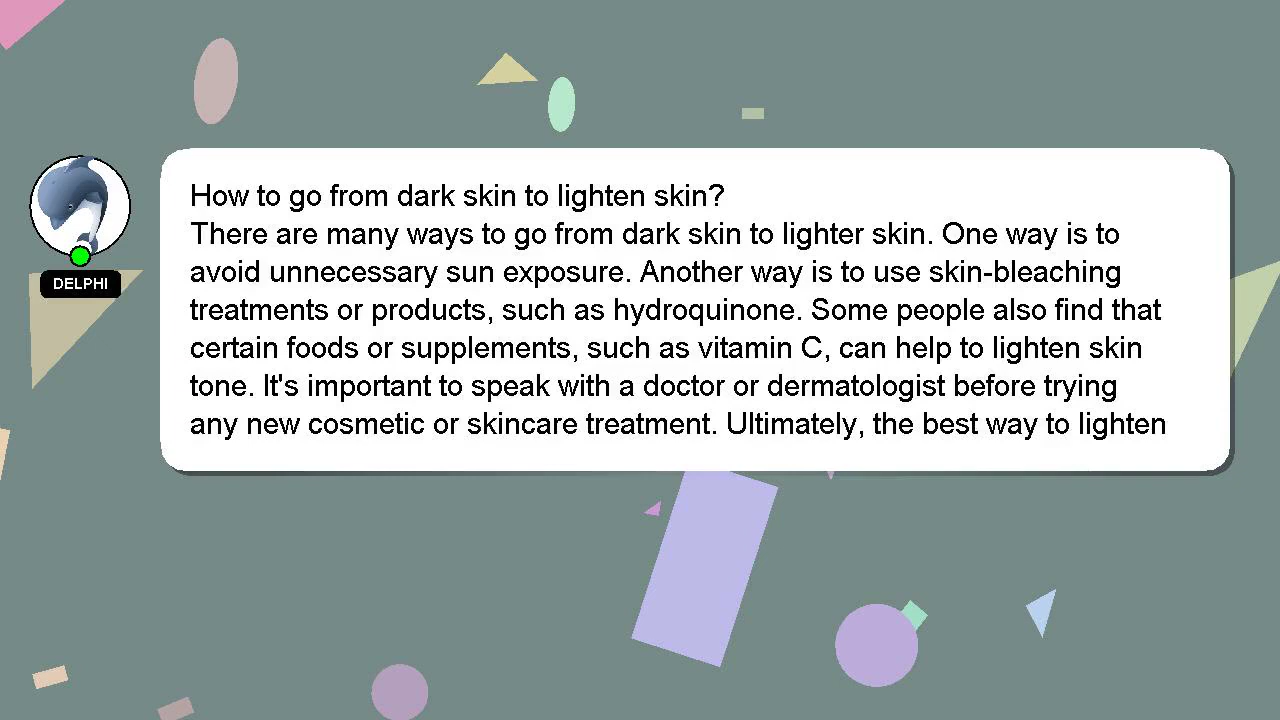 How to go from dark skin to lighten skin?
There are many ways to go from dark skin to lighter skin. One way is to
avoid unnecessary sun exposure. Another way is to use skin-bleaching
treatments or products, such as hydroquinone. Some people also find that
certain foods or supplements, such as vitamin C, can help to lighten skin
tone. It's important to speak with a doctor or dermatologist before trying
any new cosmetic or skincare treatment. Ultimately, the best way to lighten
DELPHI